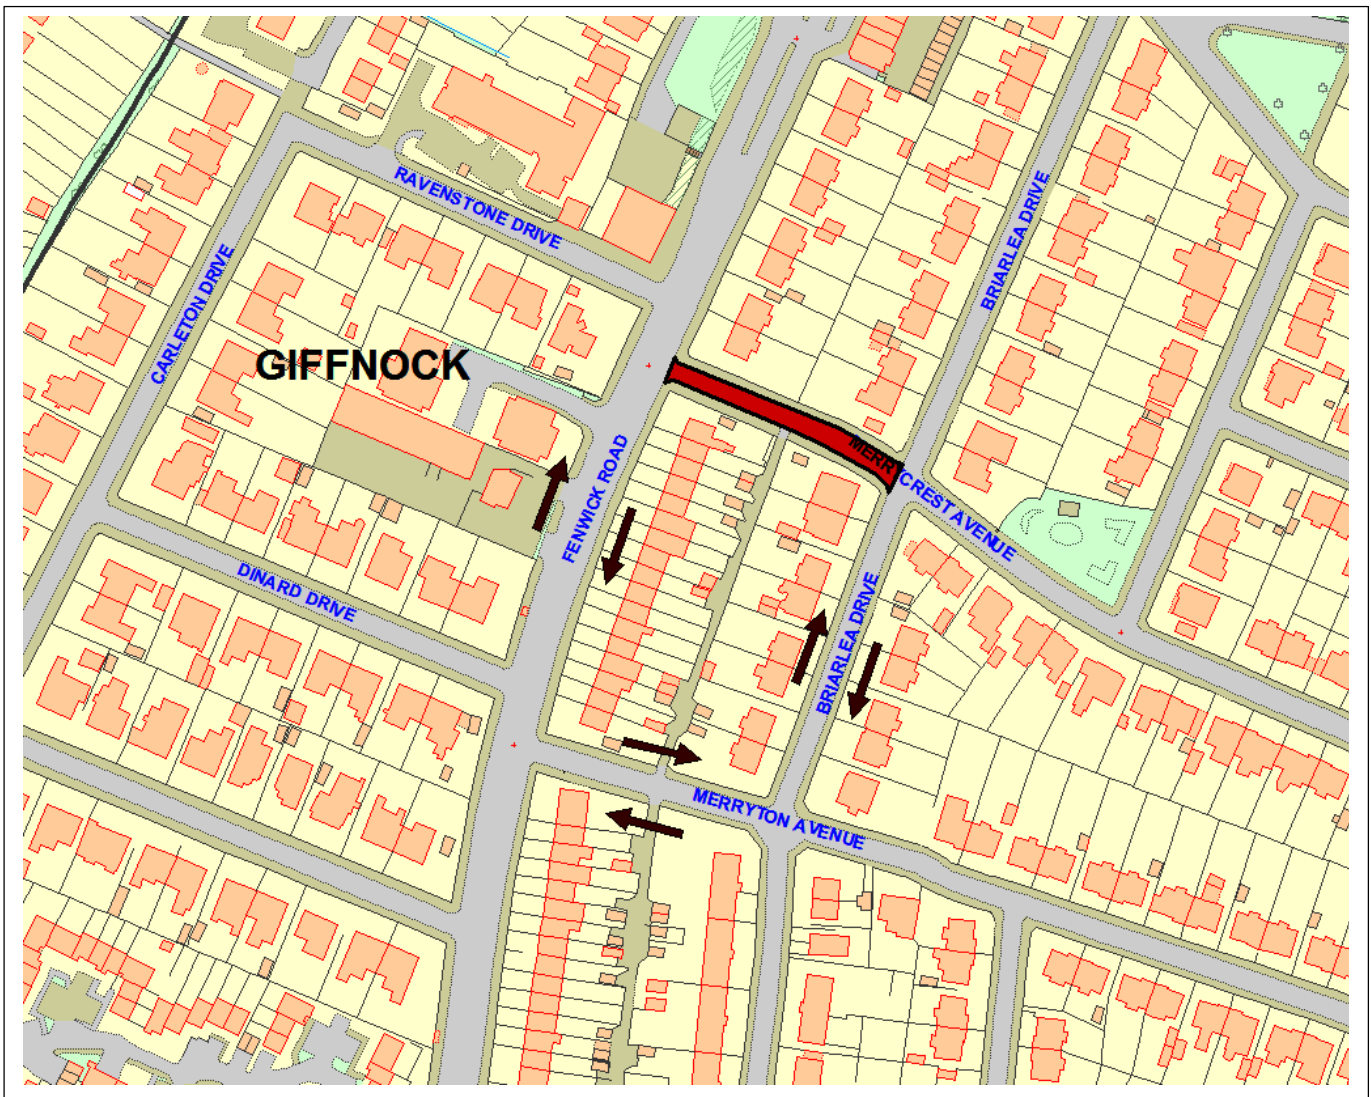 RAVENSTONE DRIVE
BRIARLEA DRIVE
CARLETON DRIVE
GIFFNOCK
MERRYCREST AVENUE
FENWICK ROAD
DINARD DRIVE
BRIARLEA DRIVE
MERRYTON AVENUE